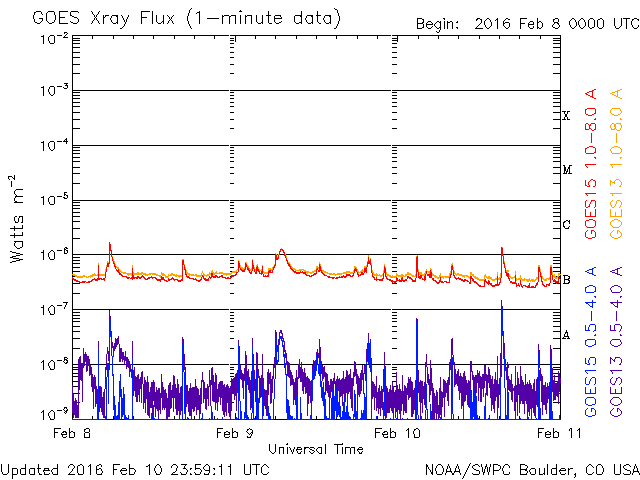 GOES Xray Flux (1-minute data)
Begin: 2016 Feb 8 0000 UTC
10-2
10-3
10-4
10-5
10-6
10-7
10-8
10-9
Watts m-2
X
M
C
B
A
GOES15 1.0-8.0 A
GOES13 1.0-8.0 A
GOES15 0.5-4.0 A
GOES13 0.5-4.0 A
Feb 8
Feb 9
Feb 10
Feb 11
Universal Time
Updated 2016 Feb 10 23:59:11 UTC
NOAA/SWPC Boulder, CO USA